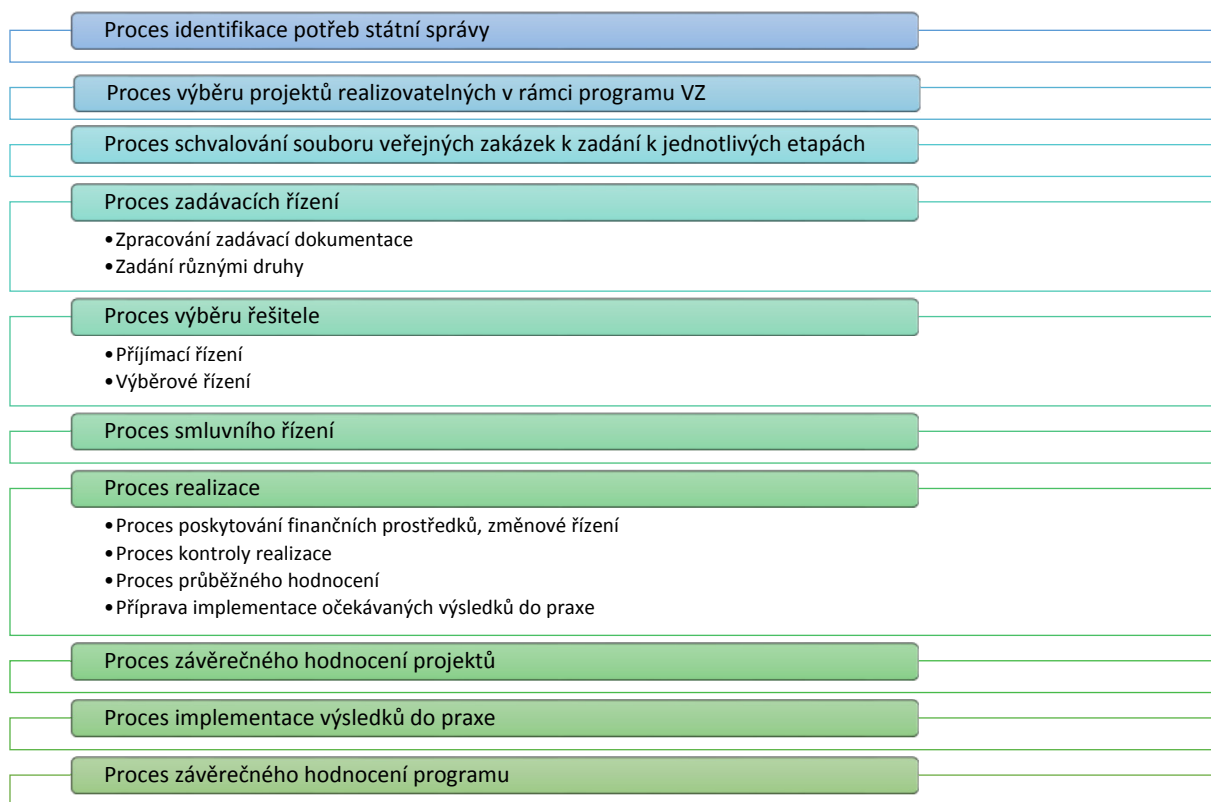 Proces identifikace potřeb státní správy
Proces výběru projektů realizovatelných v rámci programu VZ
Proces schvalování souboru veřejných zakázek k zadání k jednotlivých etapách
Proces zadávacích řízení
•Zpracování zadávací dokumentace
•Zadání různými druhy
Proces výběru řešitele
•Příjímací řízení
•Výběrové řízení
Proces smluvního řízení
Proces realizace
•Proces poskytování finančních prostředků, změnové řízení
•Proces kontroly realizace
•Proces průběžného hodnocení
•Příprava implementace očekávaných výsledků do praxe
Proces závěrečného hodnocení projektů
Proces implementace výsledků do praxe
Proces závěrečného hodnocení programu